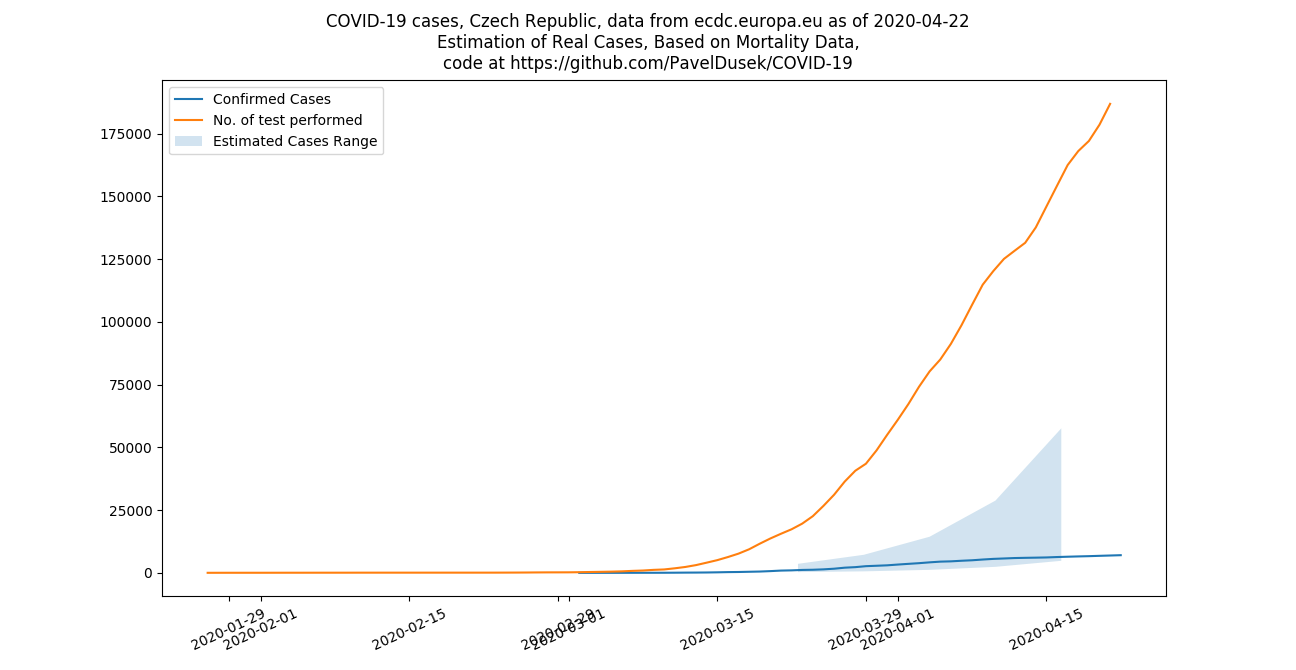 COVID-19 cases, Czech Republic, data from ecdc.europa.eu as of 2020-04-22
Estimation of Real Cases, Based on Mortality Data,
code at https://github.com/PavelDusek/COVID-19
Confirmed Cases
No. of test performed
Estimated Cases Range
175000
150000
125000
100000
75000
50000
25000
0
2020-01-29
2020-02-01
2020-02-15
2020-02-29
2020-03-01
2020-03-15
2020-03-29
2020-04-01
2020-04-15